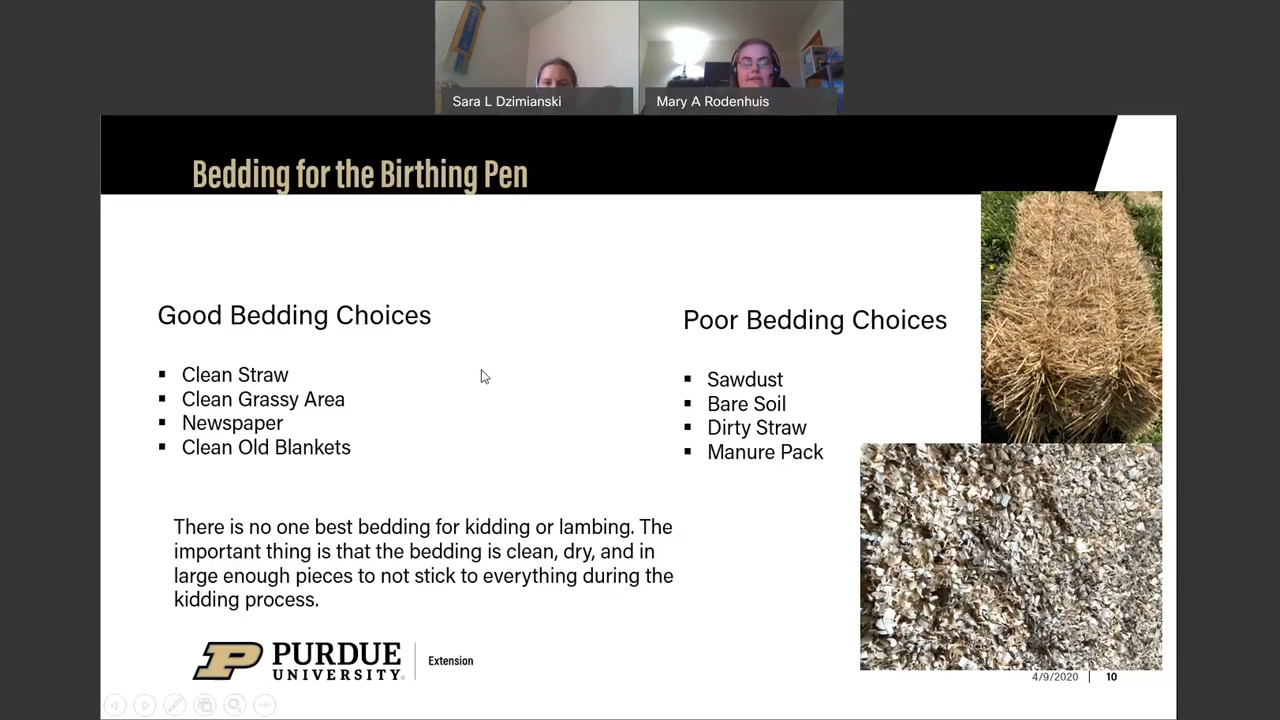 Sara L Dzimianski
Mary A Rodenhuis
Bedding for the Birthing Pen
Good Bedding Choices
▪ Clean Straw
▪ Clean Grassy Area
▪ Newspaper
▪ Clean Old Blankets
Poor Bedding Choices
▪ Sawdust
▪ Bare Soil
▪ Dirty Straw
▪ Manure Pack
There is no one best bedding for kidding or lambing. The
important thing is that the bedding is clean, dry, and in
large enough pieces to not stick to everything during the
kidding process.
P PURDUE
UNIVERSITY®
Extension
4/9/2020 | 10